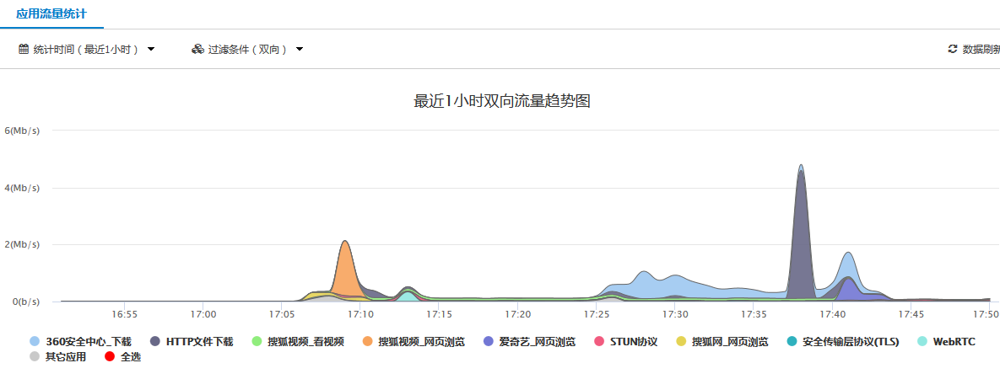 应用流量统计
统计时间（最近1小时） 过滤条件（双向） 数据刷新
最近1小时双向流量趋势图
6(Mb/s)
4(Mb/s)
2(Mb/s)
0(b/s)
16:55 17:00 17:05 17:10 17:15 17:20 17:25 17:30 17:35 17:40 17:45 17:50
360安全中心_下载 HTTP文件下载 搜狐视频_看视频 搜狐视频_网页浏览 爱奇艺_网页浏览 STUN协议 搜狐网_网页浏览 安全传输层协议(TLS) WebRTC
其它应用 全选